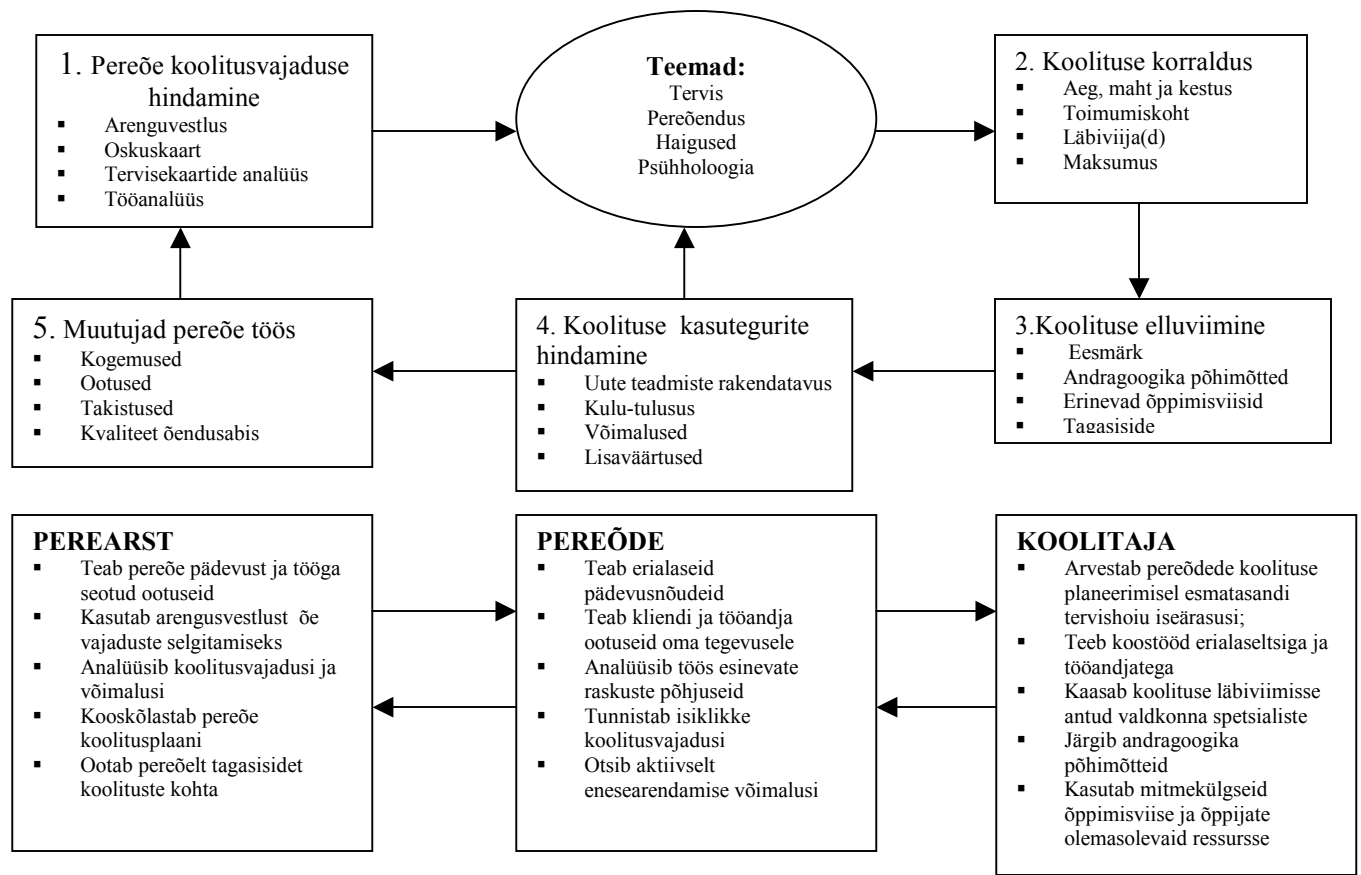 1. Pereõe koolitusvajaduse
hindamine
▪ Arenguvestlus
▪ Oskuskaart
▪ Tervisekaartide analüüs
▪ Tööanalüüs
Teemad:
Tervis
Pereõendus
Haigused
Psühholoogia
2. Koolituse korraldus
▪ Aeg, maht ja kestus
▪ Toimumiskoht
▪ Läbiviija(d)
▪ Maksumus
5. Muutujad pereõe töös
▪ Kogemused
▪ Ootused
▪ Takistused
▪ Kvaliteet õendusabis
4. Koolituse kasutegurite
hindamine
▪ Uute teadmiste rakendatavus
▪ Kulu-tulusus
▪ Võimalused
▪ Lisaväärtused
3.Koolituse elluviimine
▪ Eesmärk
▪ Andragoogika põhimõtted
▪ Erinevad õppimisviisid
▪ Tagasiside
PEREARST
▪ Teab pereõe pädevust ja tööga
seotud ootuseid
▪ Kasutab arengusvestlust õe
vajaduste selgitamiseks
▪ Analüüsib koolitusvajadusi ja
võimalusi
▪ Kooskõlastab pereõe
koolitusplaani
▪ Ootab pereõelt tagasisidet
koolituste kohta
PEREÕDE
▪ Teab erialaseid
pädevusnõudeid
▪ Teab kliendi ja tööandja
ootuseid oma tegevusele
▪ Analüüsib töös esinevate
raskuste põhjuseid
▪ Tunnistab isiklikke
koolitusvajadusi
▪ Otsib aktiivselt
enesearendamise võimalusi
KOOLITAJA
▪ Arvestab pereõdede koolituse
planeerimisel esmatasandi
tervishoiu iseärasusi;
▪ Teeb koostööd erialaseltsiga ja
tööandjatega
▪ Kaasab koolituse läbiviimisse
antud valdkonna spetsialiste
▪ Järgib andragoogika
põhimõtteid
▪ Kasutab mitmekülgseid
õppimisviise ja õppijate
olemasolevaid ressursse